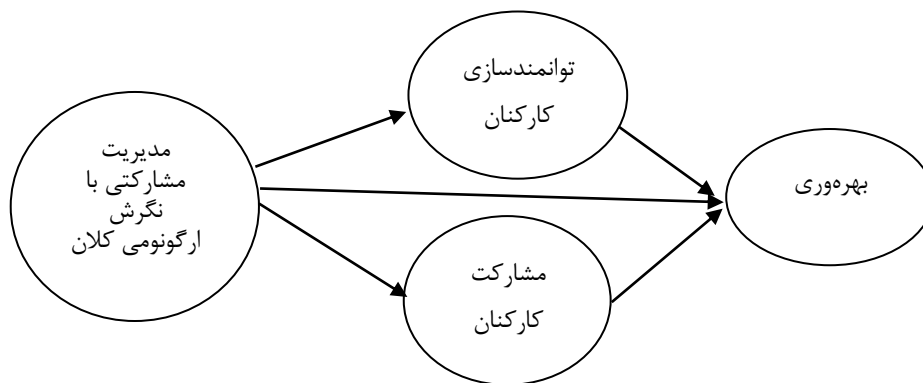 توانمندسازی
کارکنان
مدیریت
مشارکتی با
نگرش
ارگونومی کلان
بهره‌وری
مشارکت
کارکنان